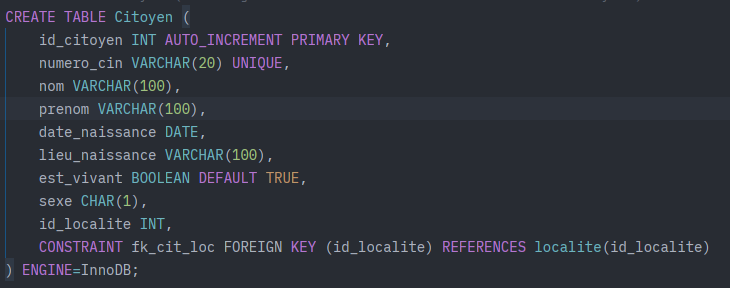 CREATE TABLE Citoyen (
    id_citoyen INT AUTO_INCREMENT PRIMARY KEY,
    numero_cin VARCHAR(20) UNIQUE,
    nom VARCHAR(100),
    prenom VARCHAR(100),
    date_naissance DATE,
    lieu_naissance VARCHAR(100),
    est_vivant BOOLEAN DEFAULT TRUE,
    sexe CHAR(1),
    id_localite INT,
    CONSTRAINT fk_cit_loc FOREIGN KEY (id_localite) REFERENCES localite(id_localite)
) ENGINE=InnoDB;